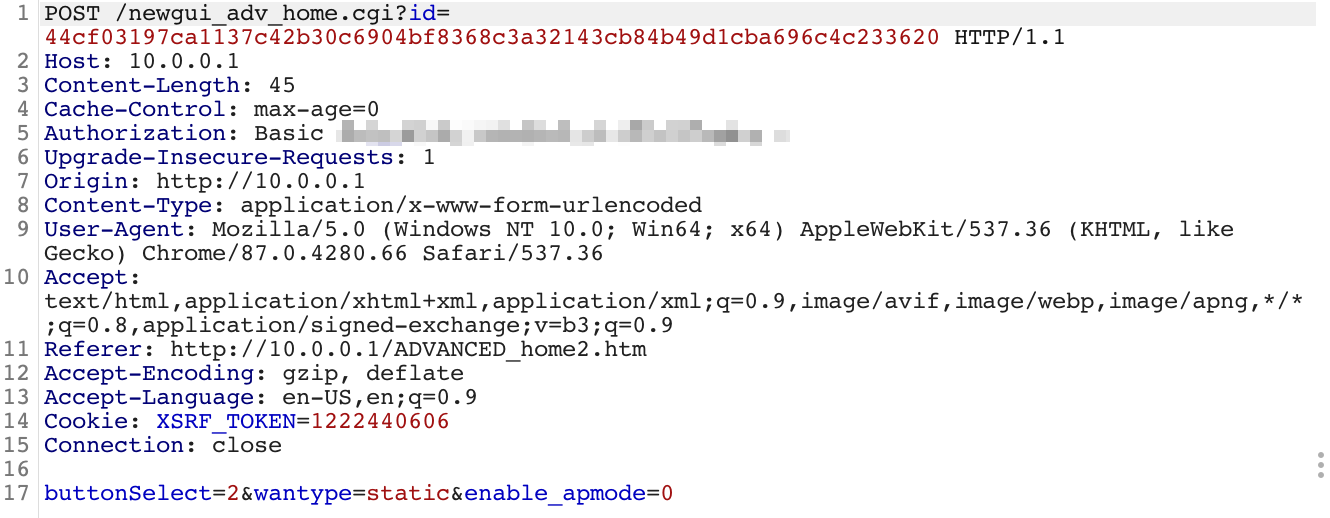 1 POST /newgui_adv_home.cgi?id=
44cf03197ca1137c42b30c6904bf8368c3a32143cb84b49d1cba696c4c233620 HTTP/1.1
2 Host: 10.0.0.1
3 Content-Length: 45
4 Cache-Control: max-age=0
5 Authorization: Basic
6 Upgrade-Insecure-Requests: 1
7 Origin: http://10.0.0.1
8 Content-Type: application/x-www-form-urlencoded
9 User-Agent: Mozilla/5.0 (Windows NT 10.0; Win64; x64) AppleWebKit/537.36 (KHTML, like
Gecko) Chrome/87.0.4280.66 Safari/537.36
10 Accept:
text/html,application/xhtml+xml,application/xml;q=0.9,image/avif,image/webp,image/apng,*/*
;q=0.8,application/signed-exchange;v=b3;q=0.9
11 Referer: http://10.0.0.1/ADVANCED_home2.htm
12 Accept-Encoding: gzip, deflate
13 Accept-Language: en-US,en;q=0.9
14 Cookie: XSRF_TOKEN=1222440606
15 Connection: close
16
17 buttonSelect=2&wantype=static&enable_apmode=0